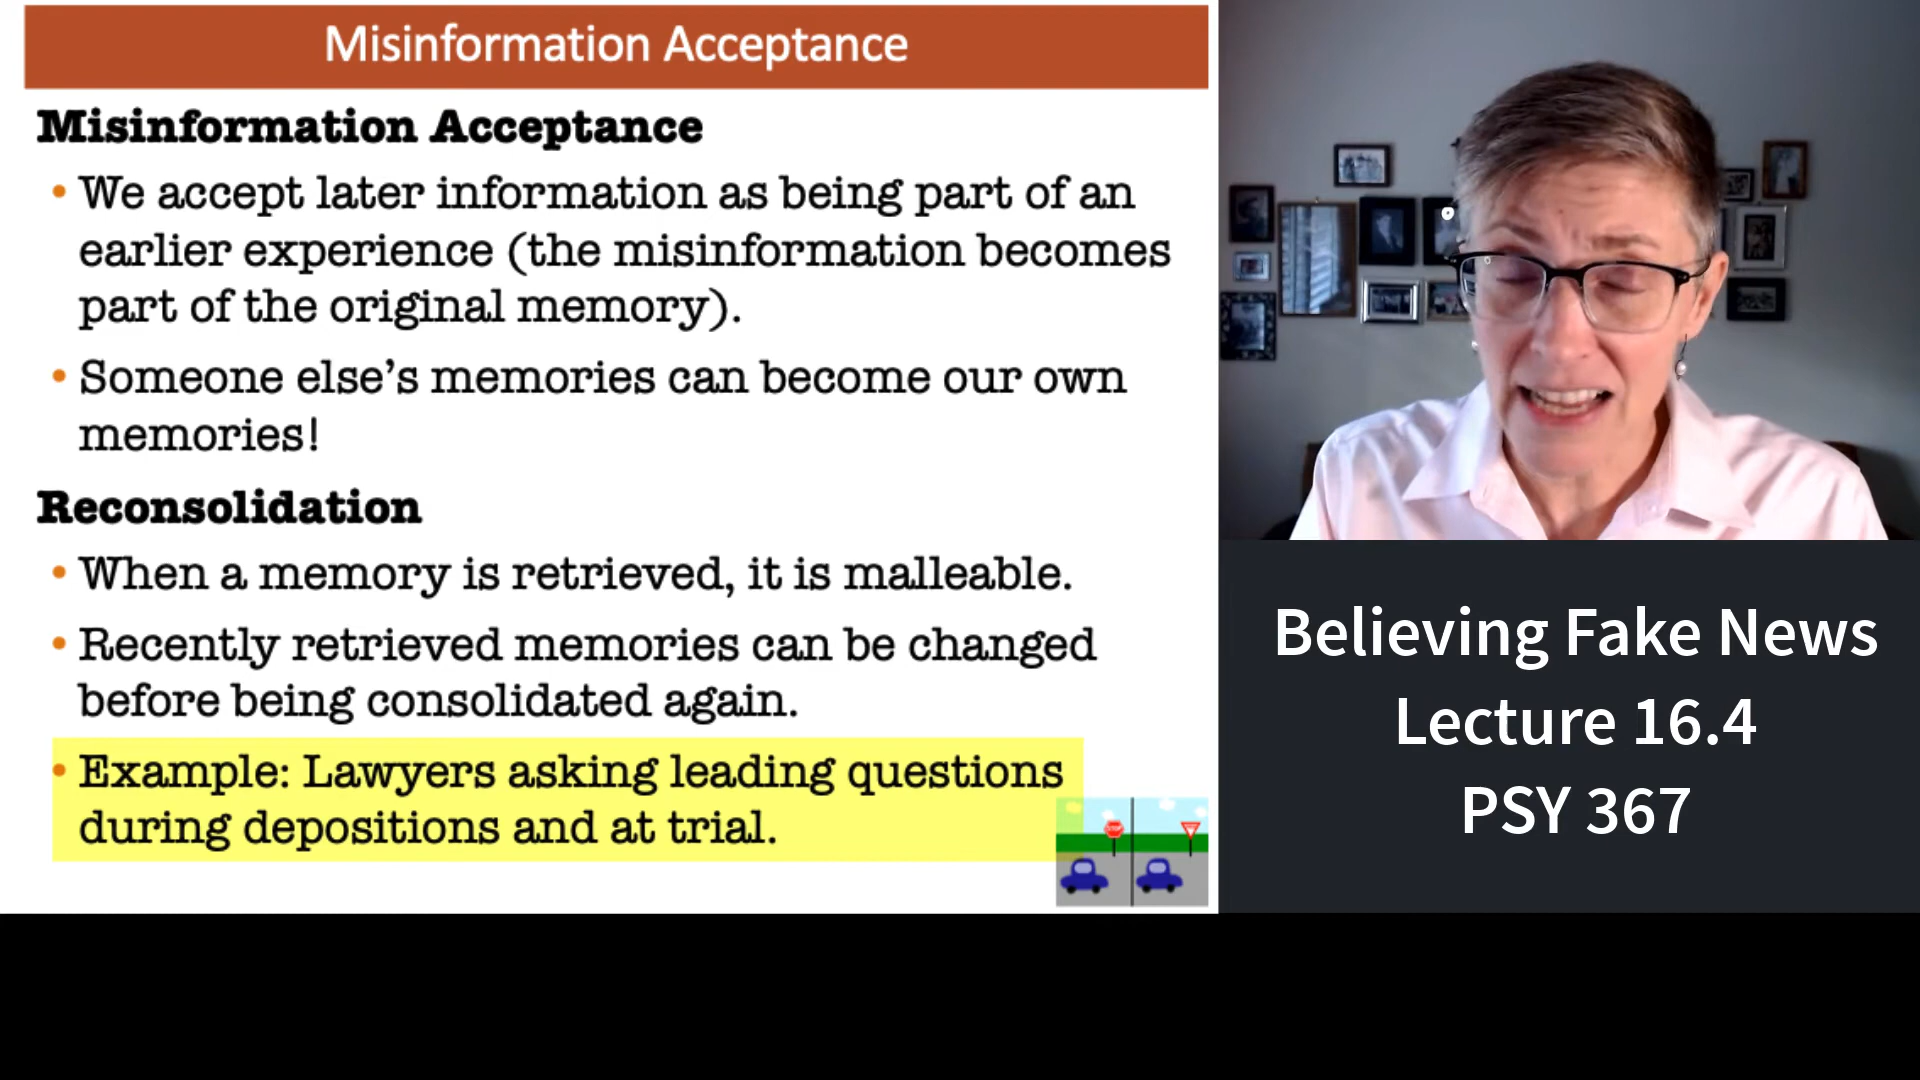 Misinformation Acceptance
Misinformation Acceptance
• We accept later information as being part of an
earlier experience (the misinformation becomes
part of the original memory).
• Someone else’s memories can become our own
memories!
Reconsolidation
• When a memory is retrieved, it is malleable.
• Recently retrieved memories can be changed
before being consolidated again.
• Example: Lawyers asking leading questions
during depositions and at trial.
STOP
Believing Fake News
Lecture 16.4
PSY 367